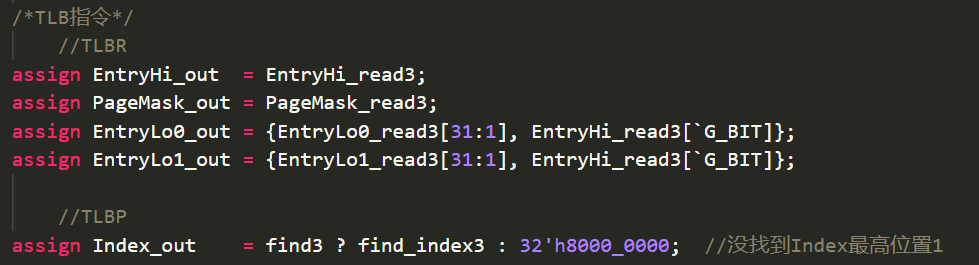 /*TLB指令*/
//TLBR
assign EntryHi_out = EntryHi_read3;
assign PageMask_out = PageMask_read3;
assign EntryLo0_out = {EntryLo0_read3[31:1], EntryHi_read3[`G_BIT]};
assign EntryLo1_out = {EntryLo1_read3[31:1], EntryHi_read3[`G_BIT]};
//TLBP
assign Index_out = find3 ? find_index3 : 32'h8000_0000; //没找到Index最高位置1